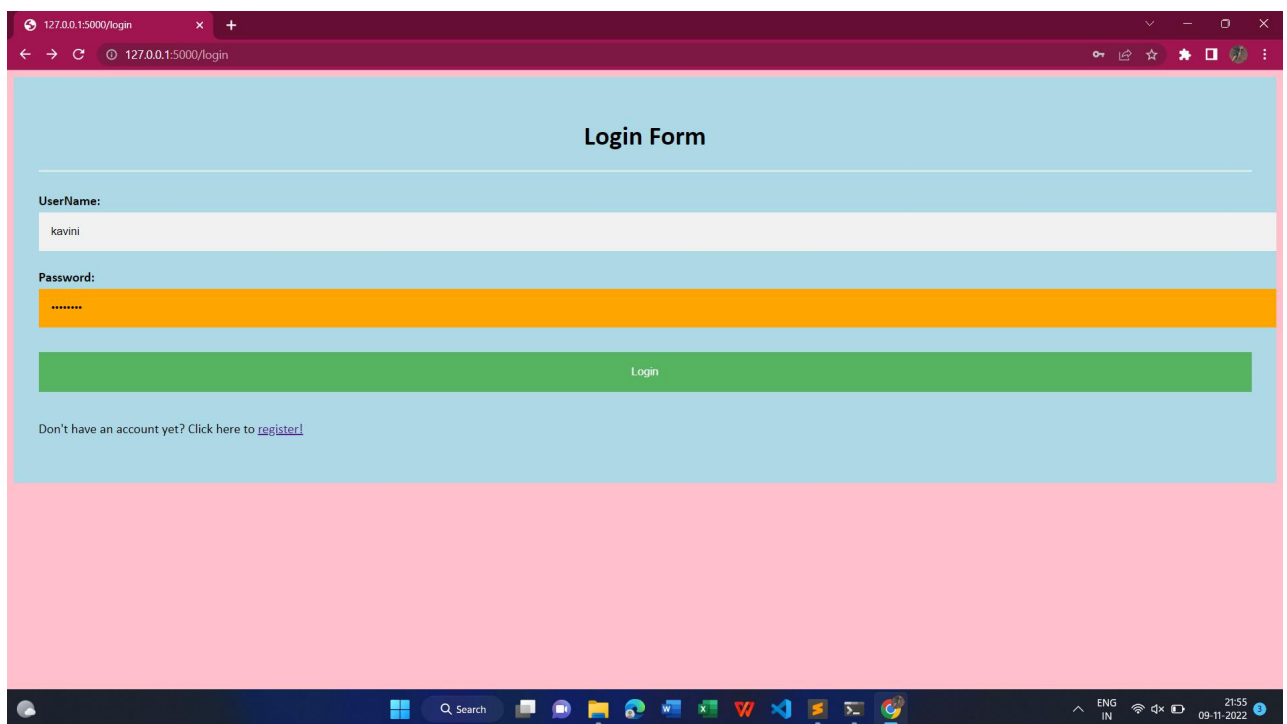 127.0.0.1:5000/login
127.0.0.1:5000/login
Login Form
UserName:
kavini
Password:
••••••••
Login
Don't have an account yet? Click here to register!
Search
ENG
IN
21:55
09-11-2022
3